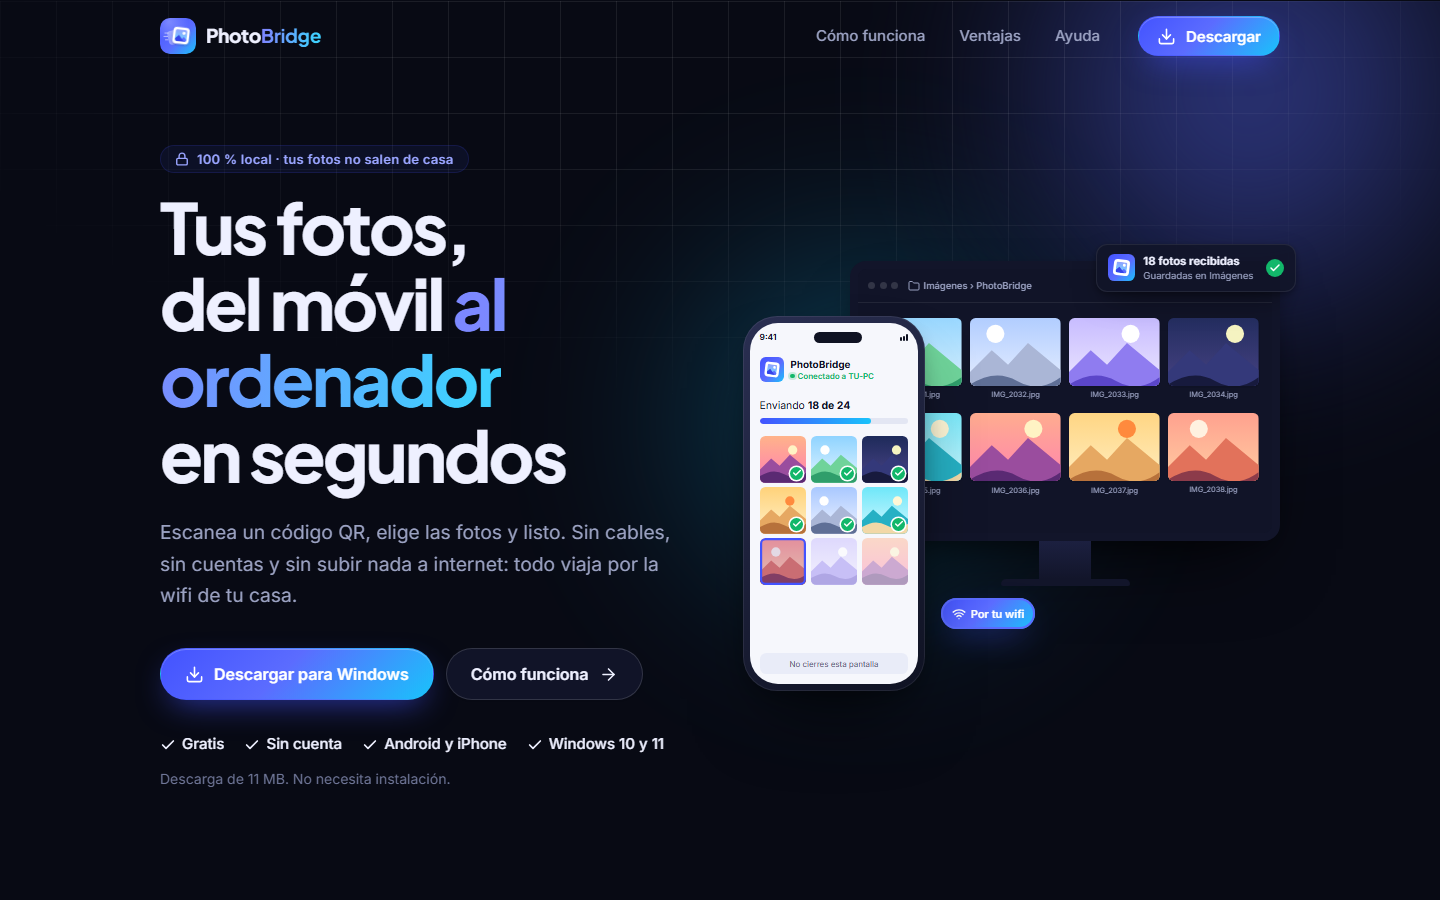 PhotoBridge
Cómo funciona
Ventajas
Ayuda
Descargar
100 % local · tus fotos no salen de casa
Tus fotos,
del móvil al
ordenador
en segundos
Escanea un código QR, elige las fotos y listo. Sin cables,
sin cuentas y sin subir nada a internet: todo viaja por la
wifi de tu casa.
Descargar para Windows
Cómo funciona
Gratis
Sin cuenta
Android y iPhone
Windows 10 y 11
Descarga de 11 MB. No necesita instalación.
18 fotos recibidas
Guardadas en Imágenes
Imágenes › PhotoBridge
IMG_2032.jpg
IMG_2033.jpg
IMG_2034.jpg
IMG_2036.jpg
IMG_2037.jpg
IMG_2038.jpg
9:41
PhotoBridge
Conectado a TU-PC
Enviando 18 de 24
No cierres esta pantalla
Por tu wifi